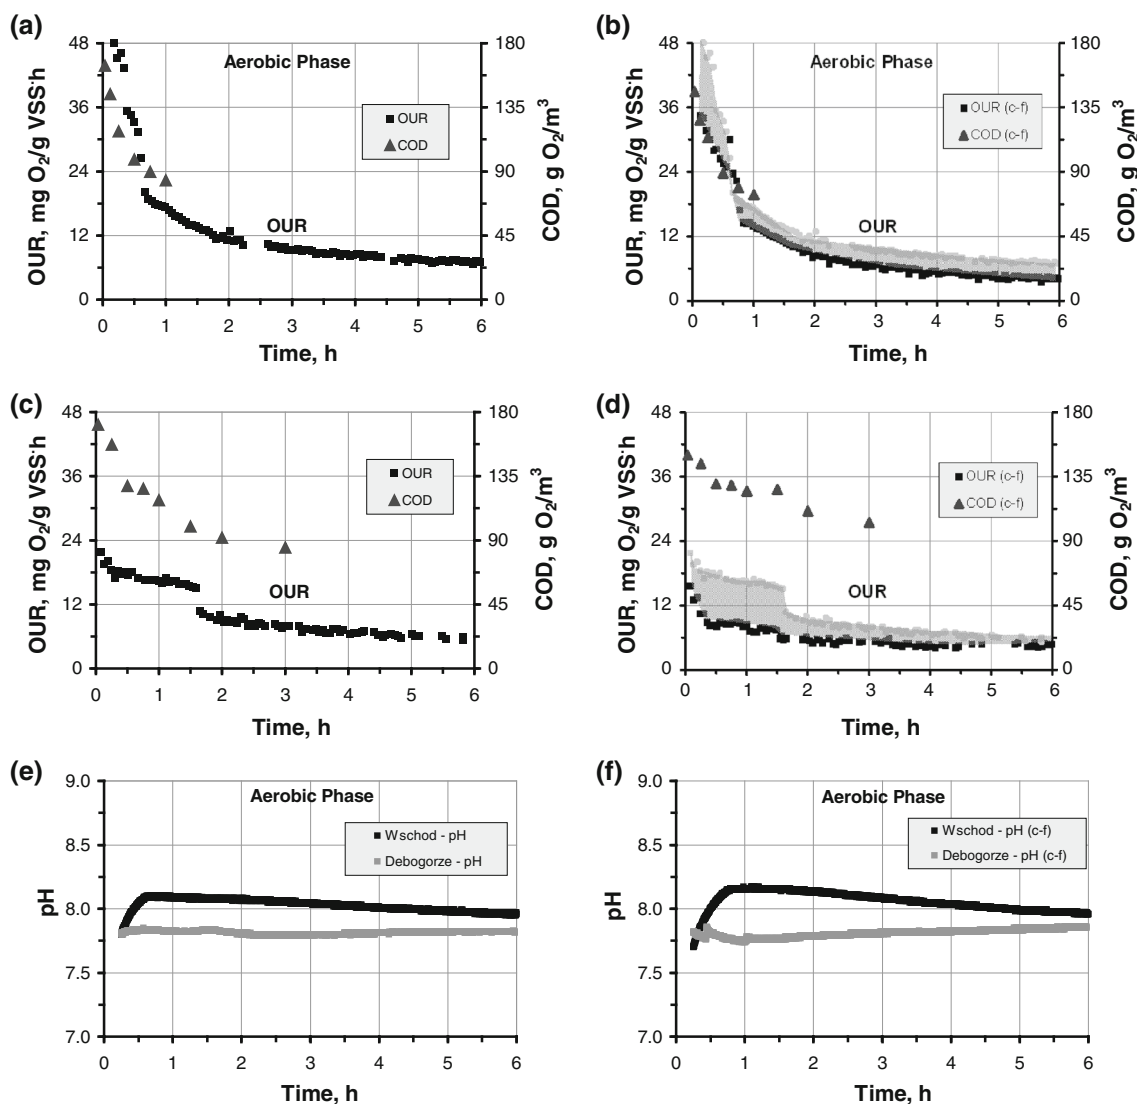 (a)
48
36
24
12
0
OUR, mg O₂/g VSS·h
Aerobic Phase
OUR
COD
OUR
180
135
90
45
0
COD, g O₂/m³
0 1 2 3 4 5 6
Time, h
(b)
48
36
24
12
0
OUR, mg O₂/g VSS·h
Aerobic Phase
OUR (c-f)
COD (c-f)
OUR
180
135
90
45
0
COD, g O₂/m³
0 1 2 3 4 5 6
Time, h
(c)
48
36
24
12
0
OUR, mg O₂/g VSS·h
OUR
COD
OUR
180
135
90
45
0
COD, g O₂/m³
0 1 2 3 4 5 6
Time, h
(d)
48
36
24
12
0
OUR, mg O₂/g VSS·h
OUR (c-f)
COD (c-f)
OUR
180
135
90
45
0
COD, g O₂/m³
0 1 2 3 4 5 6
Time, h
(e)
9.0
8.5
8.0
7.5
7.0
pH
Aerobic Phase
Wschod - pH
Debogorze - pH
0 1 2 3 4 5 6
Time, h
(f)
9.0
8.5
8.0
7.5
7.0
pH
Aerobic Phase
Wschod - pH (c-f)
Debogorze - pH (c-f)
0 1 2 3 4 5 6
Time, h